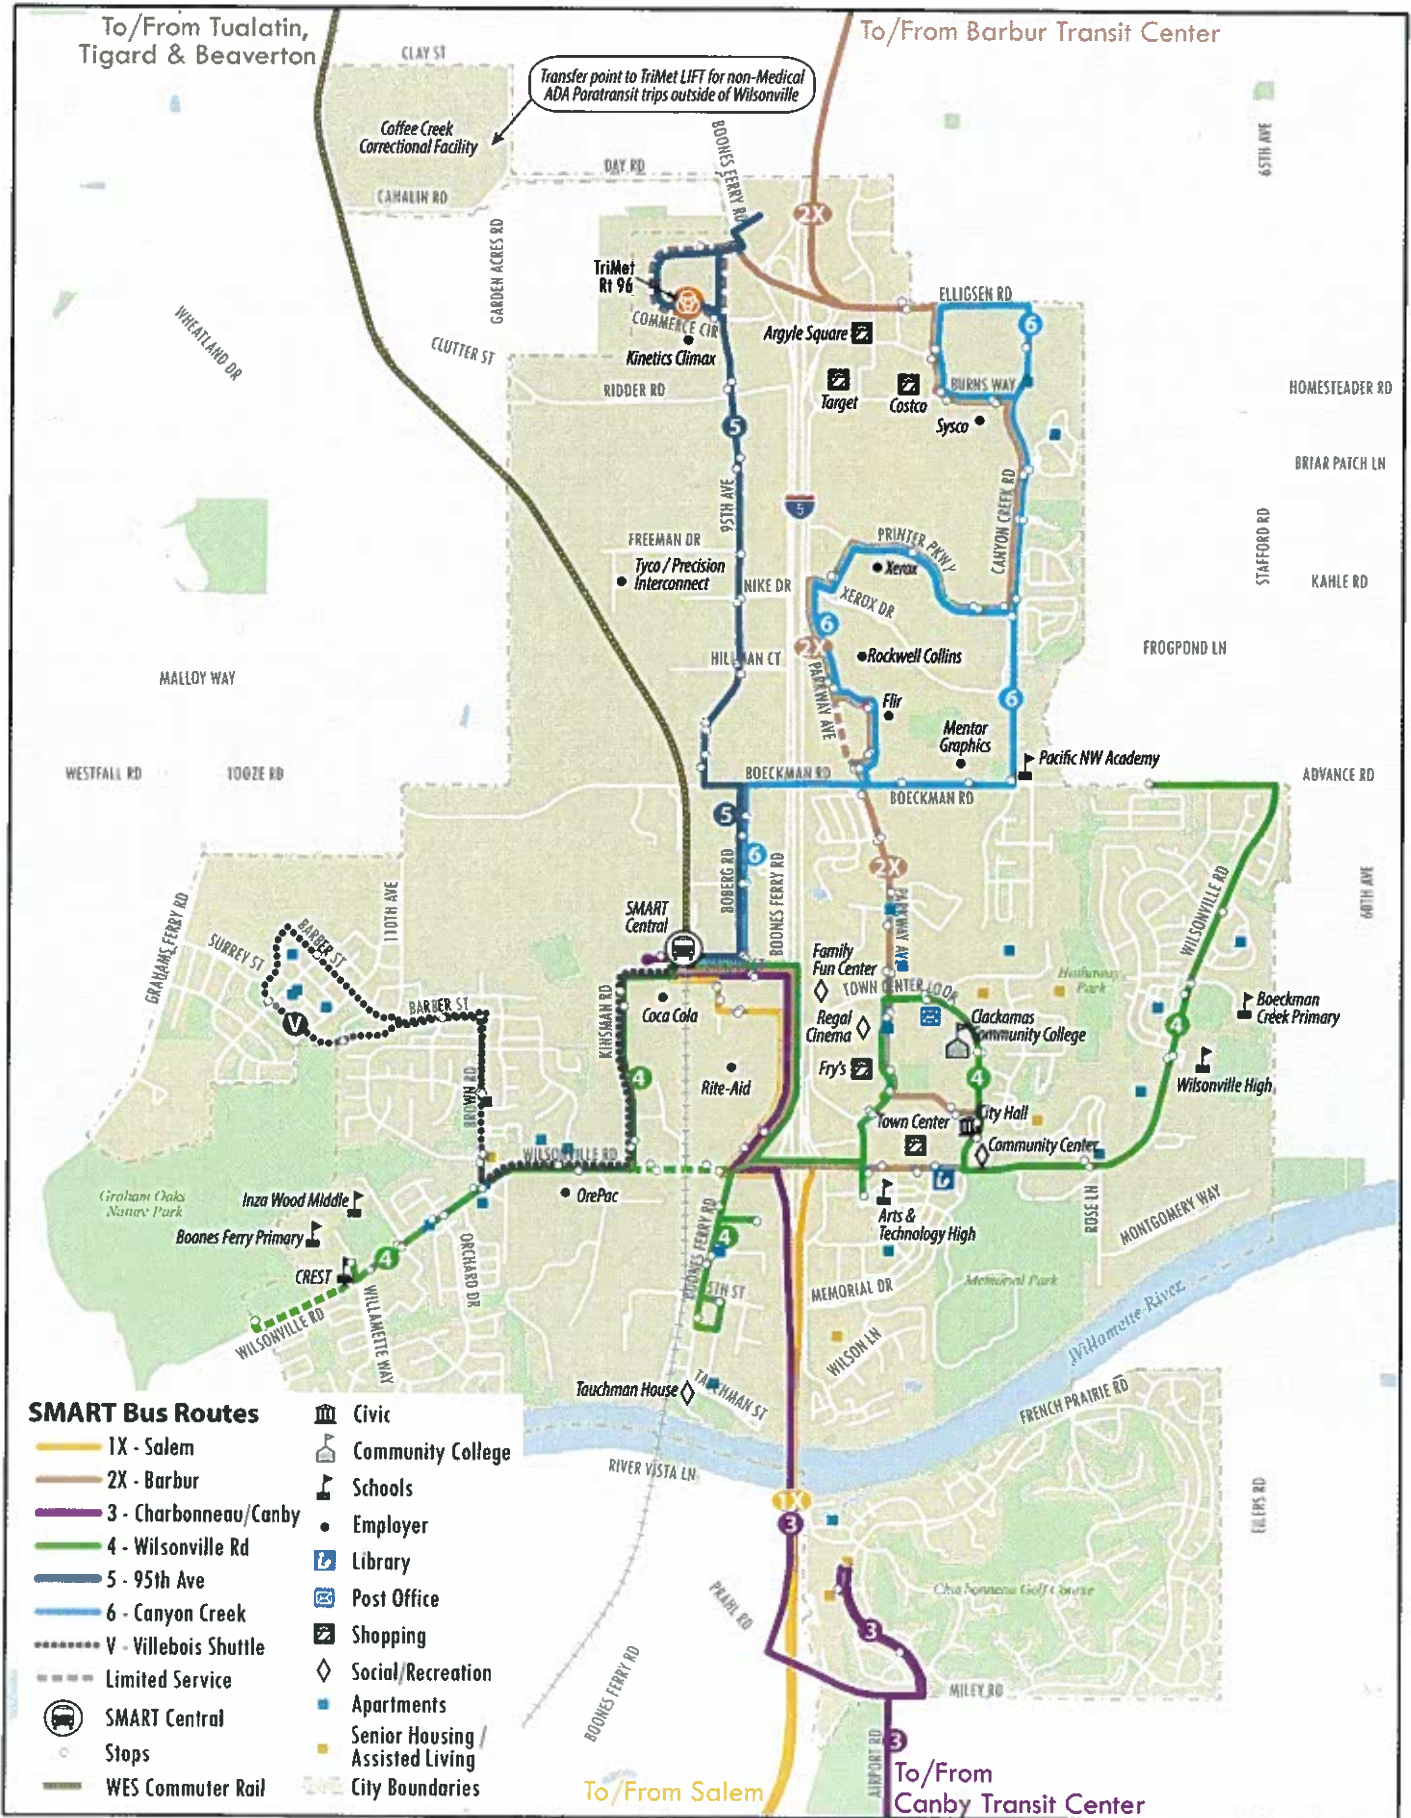 To/From Tualatin,
Tigard & Beaverton
To/From Barbur Transit Center
CLAY ST
Transfer point to TriMet LIFT for non-Medical
ADA Paratransit trips outside of Wilsonville
Coffee Creek
Correctional Facility
DAY RD
BOONES FERRY RD
65TH AVE
CAHALIN RD
2X
GARDEN ACRES RD
TriMet
Rt 96
ELLIGSEN RD
WHEATLAND DR
COMMERCE CIR
Argyle Square
6
CLUTTER ST
Kinetics Climax
RIDDER RD
Target
Costco
BURNS WAY
HOMESTEADER RD
5
Sysco
BRIAR PATCH LN
95TH AVE
CANYON CREEK RD
5
STAFFORD RD
FREEMAN DR
PRINTER PKWY
Tyco / Precision
Interconnect
Xerox
NIKE DR
XEROX DR
KAHLE RD
6
2X
HILLMAN CT
Rockwell Collins
FROGPOND LN
MALLOY WAY
PARKWAY AVE
Flir
6
Mentor
Graphics
Pacific NW Academy
WESTFALL RD
TOOZE RD
BOECKMAN RD
BOECKMAN RD
ADVANCE RD
5
6
2X
BOBERG RD
BOONES FERRY RD
WILSONVILLE RD
60TH AVE
GRAHAMS FERRY RD
110TH AVE
SMART
Central
PARKWAY AVE
SURREY ST
BARBER ST
Family
Fun Center
TOWN CENTER LOOP
Hathaway
Park
BARBER ST
V
KINSMAN RD
Coca Cola
Regal
Cinema
Clackamas
Community College
Boeckman
Creek Primary
4
Fry's
4
4
Rite-Aid
Wilsonville High
BROWN RD
City Hall
Town Center
Community Center
WILSONVILLE RD
OrePac
Graham Oaks
Nature Park
Inza Wood Middle
Boones Ferry Primary
CREST
4
ORCHARD DR
BOONES FERRY RD
4
Arts &
Technology High
ROSE LN
MONTGOMERY WAY
5TH ST
MEMORIAL DR
Memorial Park
WILSONVILLE RD
WILLAMETTE WAY
WILSON LN
Willamette River
Tauchman House
TAUCHMAN ST
FRENCH PRAIRIE RD
RIVER VISTA LN
1X
3
EILERS RD
PRAHL RD
Charbonneau Golf Course
3
BOONES FERRY RD
MILEY RD
AIRPORT RD
3
To/From Salem
To/From
Canby Transit Center
SMART Bus Routes
1X - Salem
2X - Barbur
3 - Charbonneau/Canby
4 - Wilsonville Rd
5 - 95th Ave
6 - Canyon Creek
V - Villebois Shuttle
Limited Service
SMART Central
Stops
WES Commuter Rail
Civic
Community College
Schools
Employer
Library
Post Office
Shopping
Social/Recreation
Apartments
Senior Housing /
Assisted Living
City Boundaries